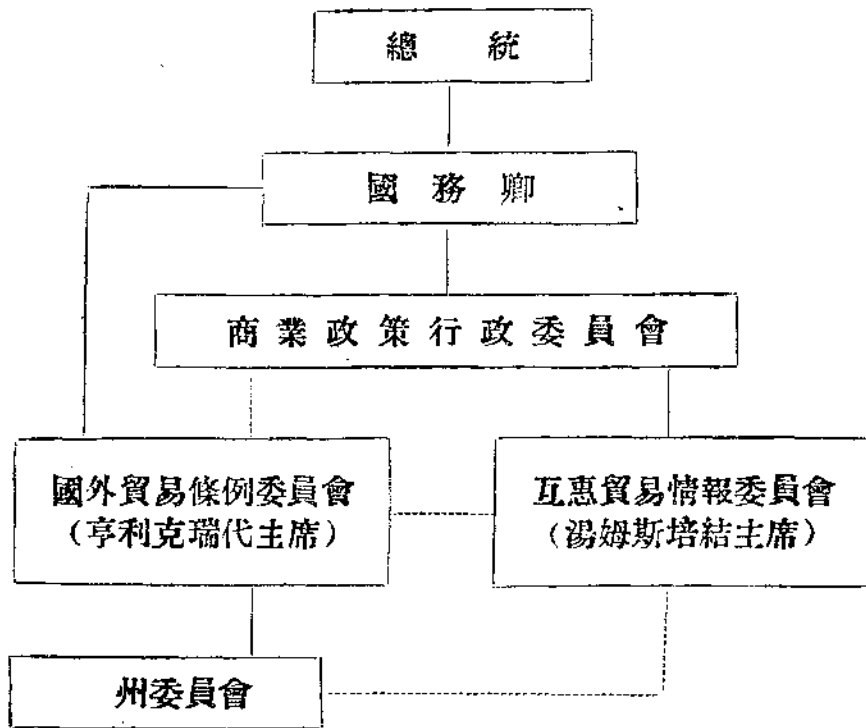 總統
國務卿
商業政策行政委員會
國外貿易條例委員會
(亨利克瑞代主席)
互惠貿易情報委員會
(湯姆斯培結主席)
州委員會